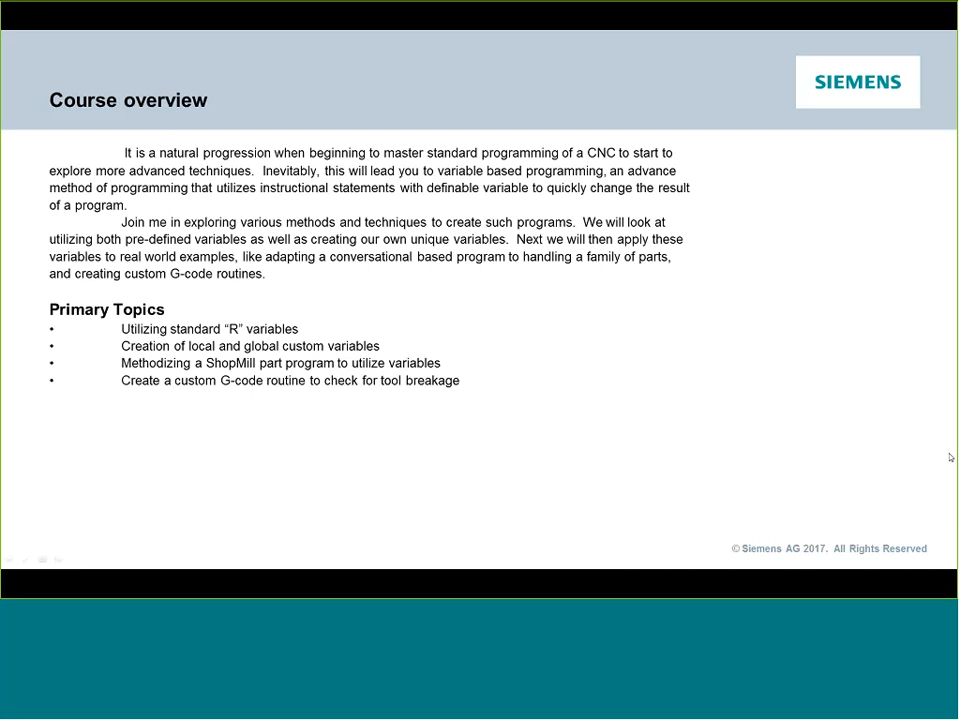 SIEMENS
Course overview
It is a natural progression when beginning to master standard programming of a CNC to start to
explore more advanced techniques. Inevitably, this will lead you to variable based programming, an advance
method of programming that utilizes instructional statements with definable variable to quickly change the result
of a program.
Join me in exploring various methods and techniques to create such programs. We will look at
utilizing both pre-defined variables as well as creating our own unique variables. Next we will then apply these
variables to real world examples, like adapting a conversational based program to handling a family of parts,
and creating custom G-code routines.
Primary Topics
• Utilizing standard “R” variables
• Creation of local and global custom variables
• Methodizing a ShopMill part program to utilize variables
• Create a custom G-code routine to check for tool breakage
© Siemens AG 2017. All Rights Reserved